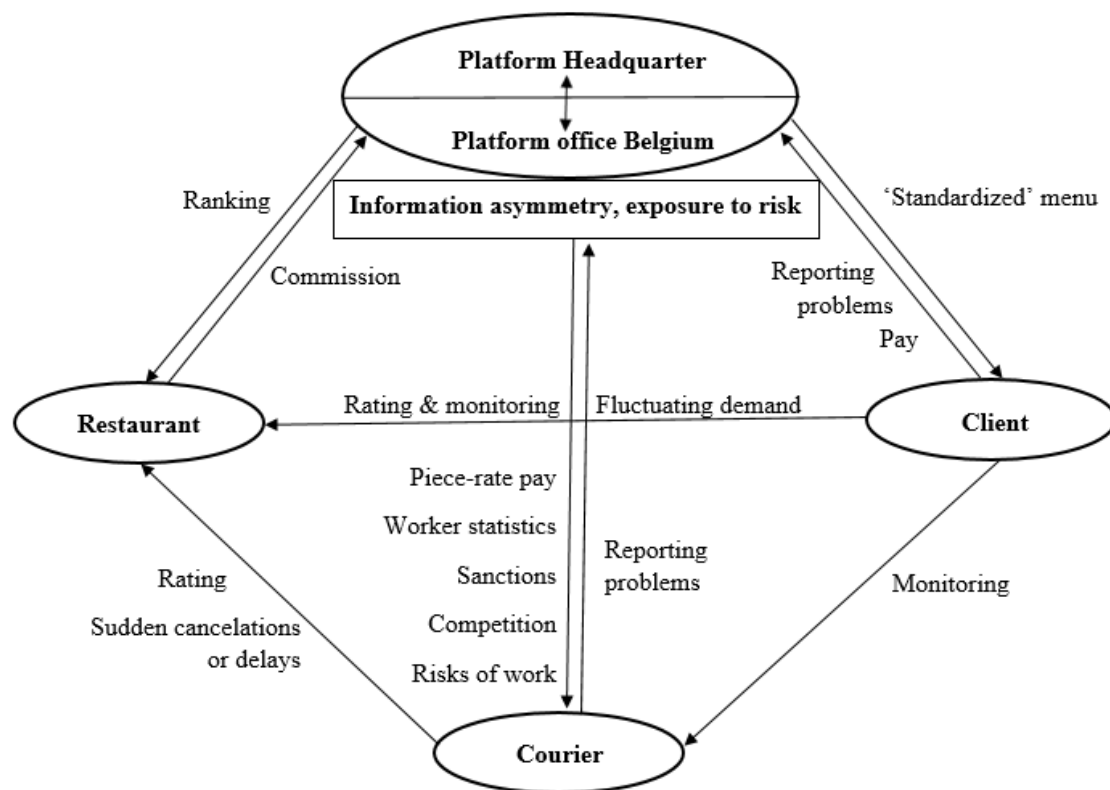 Platform Headquarter
Platform office Belgium
Information asymmetry, exposure to risk
Ranking
‘Standardized’ menu
Commission
Reporting
problems
Pay
Restaurant
Rating & monitoring
Fluctuating demand
Client
Piece-rate pay
Worker statistics
Sanctions
Competition
Risks of work
Reporting
problems
Rating
Sudden cancelations
or delays
Monitoring
Courier